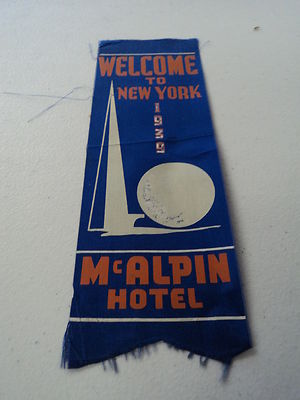 WELCOME
TO
NEW YORK
1939
McALPIN
HOTEL